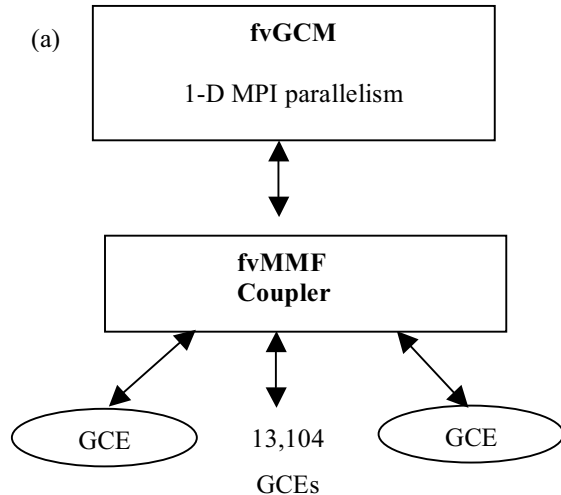 (a)
fvGCM
1-D MPI parallelism
fvMMF
Coupler
GCE
13,104
GCEs
GCE